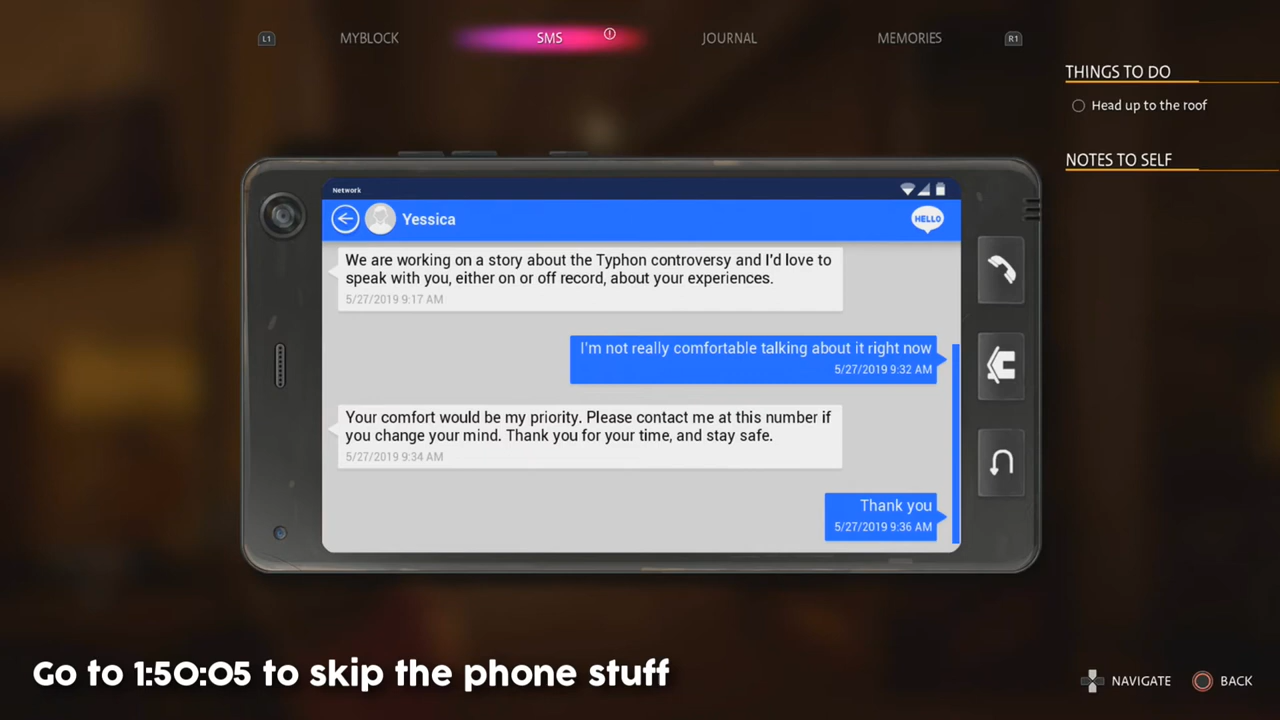 L1
MYBLOCK
SMS
JOURNAL
MEMORIES
R1
THINGS TO DO
Head up to the roof
NOTES TO SELF
Network
Yessica
HELLO
We are working on a story about the Typhon controversy and I'd love to
speak with you, either on or off record, about your experiences.
5/27/2019 9:17 AM
I'm not really comfortable talking about it right now
5/27/2019 9:32 AM
Your comfort would be my priority. Please contact me at this number if
you change your mind. Thank you for your time, and stay safe.
5/27/2019 9:34 AM
Thank you
5/27/2019 9:36 AM
Go to 1:50:05 to skip the phone stuff
NAVIGATE
BACK